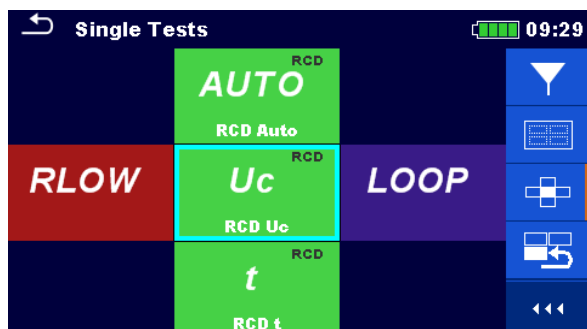 Single Tests
09:29
RCD
AUTO
RCD Auto
RLOW
RCD
Uc
RCD Uc
LOOP
RCD
t
RCD t